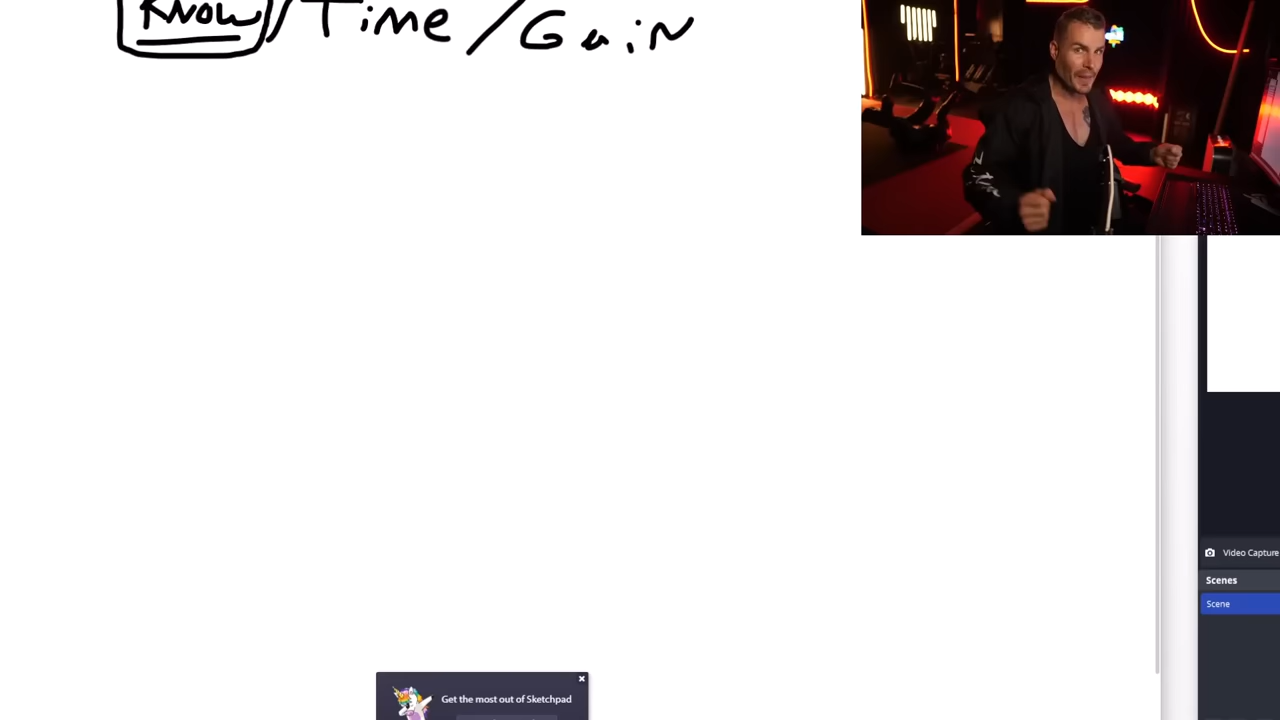 KNOW / Time / Gain
Video Capture
Scenes
Scene
Get the most out of Sketchpad